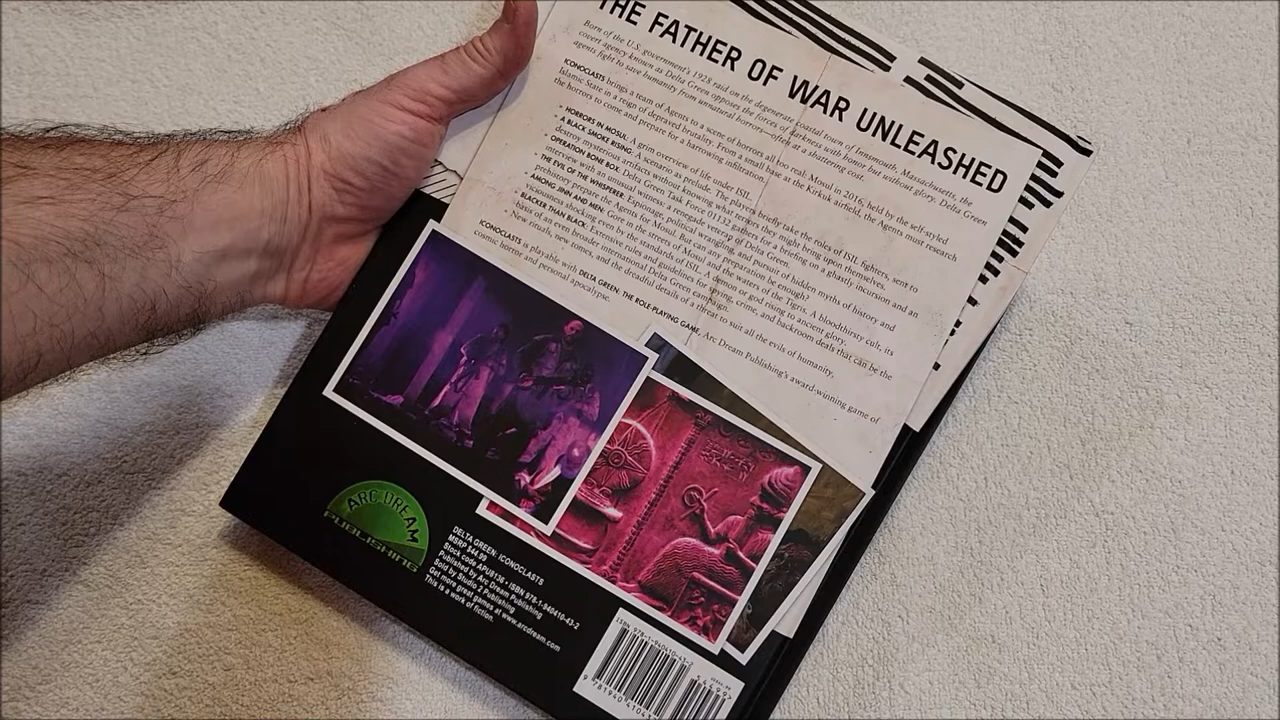 THE FATHER OF WAR UNLEASHED
Born of the U.S. government's 1928 raid on the degenerate coastal town of Innsmouth, Massachusetts, the
covert agency known as Delta Green opposes the forces of darkness with honor but without glory. Delta Green
agents fight to save humanity from unnatural horrors—often at a shattering cost.
ICONOCLASTS brings a team of Agents to a scene of horrors all too real: Mosul in 2016, held by the self-styled
Islamic State in a reign of depraved brutality. From a small base at the Kirkuk airfield, the Agents must research
the horrors to come and prepare for a harrowing infiltration.
» HORRORS IN MOSUL: A grim overview of life under ISIL.
» A BLACK SMOKE RISING: A scenario as prelude. The players briefly take the roles of ISIL fighters, sent to
destroy mysterious artifacts without knowing what terrors they might bring upon themselves.
» OPERATION BONE BOX: Delta Green Task Force 01132 gathers for a briefing on a ghastly incursion and an
interview with an unusual witness: a renegade, veteran of Delta Green.
» THE EVIL OF THE WHISPERER: Espionage, political wrangling, and pursuit of hidden myths of history and
prehistory prepare the Agents for Mosul. But can any preparation be enough?
» AMONG JINN AND MEN: Gore in the streets of Mosul and the waters of the Tigris. A bloodthirsty cult, its
viciousness shocking even by the standards of ISIL. A demon or god rising to ancient glory.
» BLACKER THAN BLACK: Extensive rules and guidelines for spying, crime, and backroom deals that can be the
basis of an even broader international Delta Green campaign.
» New rituals, new tomes, and the dreadful details of a threat to suit all the evils of humanity.
ICONOCLASTS is playable with DELTA GREEN: THE ROLE-PLAYING GAME, Arc Dream Publishing's award-winning game of
cosmic horror and personal apocalypse.
ARC DREAM
PUBLISHING
DELTA GREEN: ICONOCLASTS
MSRP $44.99
Stock code APU8136 • ISBN 978-1-940410-43-2
Published by Arc Dream Publishing
Sold by Studio 2 Publishing
Get more great games at www.arcdream.com
This is a work of fiction.
ISBN 978-1-940410-43-2